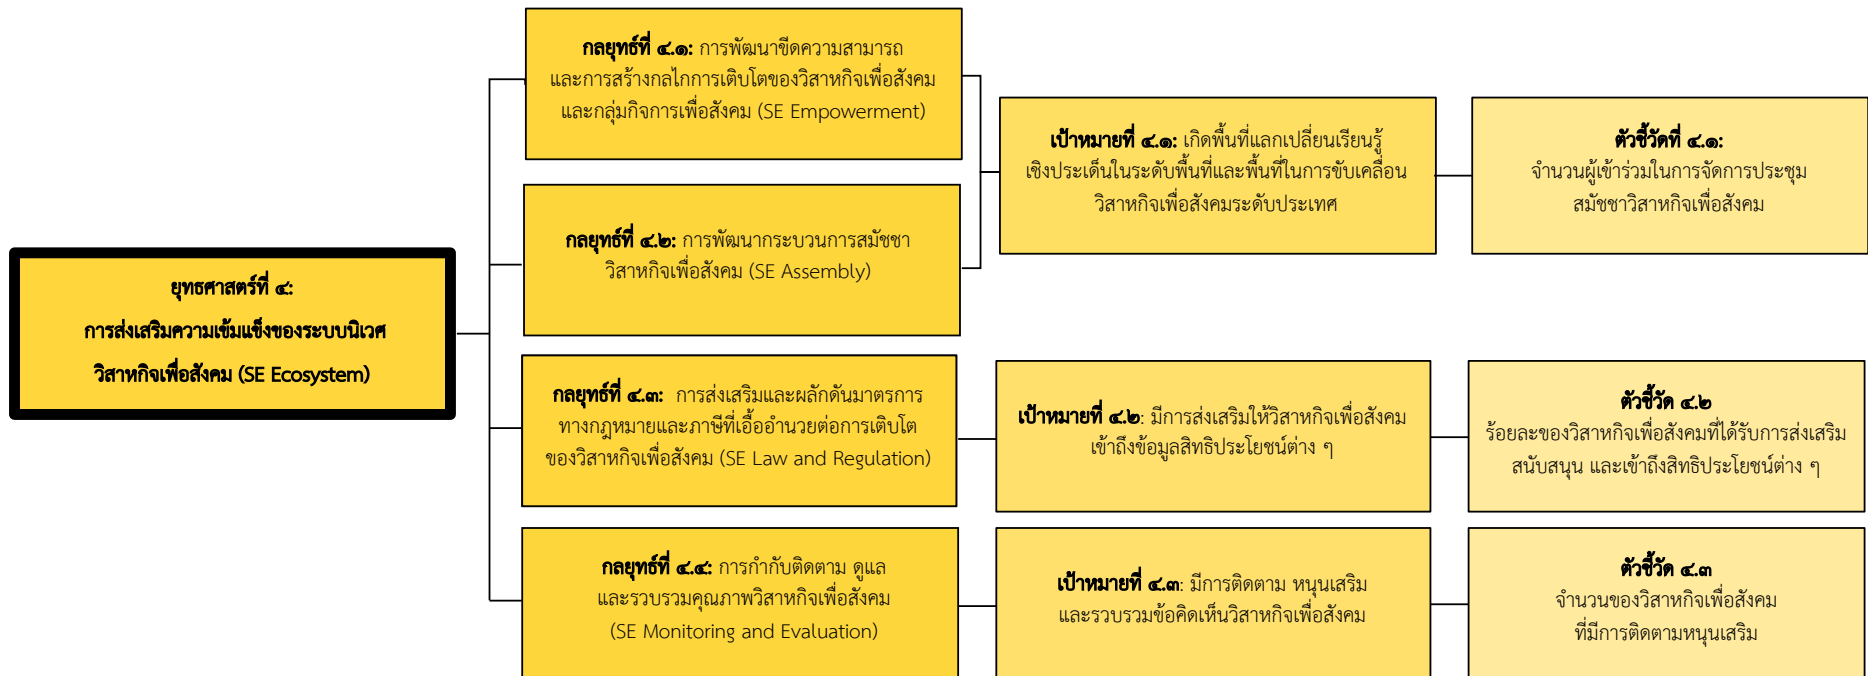 ยุทธศาสตร์ที่ ๔:
การส่งเสริมความเข้มแข็งของระบบนิเวศ
วิสาหกิจเพื่อสังคม (SE Ecosystem)
กลยุทธ์ที่ ๔.๑: การพัฒนาขีดความสามารถ
และการสร้างกลไกการเติบโตของวิสาหกิจเพื่อสังคม
และกลุ่มกิจการเพื่อสังคม (SE Empowerment)
กลยุทธ์ที่ ๔.๒: การพัฒนากระบวนการสมัชชา
วิสาหกิจเพื่อสังคม (SE Assembly)
เป้าหมายที่ ๔.๑: เกิดพื้นที่แลกเปลี่ยนเรียนรู้
เชิงประเด็นในระดับพื้นที่และพื้นที่ในการขับเคลื่อน
วิสาหกิจเพื่อสังคมระดับประเทศ
ตัวชี้วัดที่ ๔.๑:
จำนวนผู้เข้าร่วมในการจัดการประชุม
สมัชชาวิสาหกิจเพื่อสังคม
กลยุทธ์ที่ ๔.๓: การส่งเสริมและผลักดันมาตรการ
ทางกฎหมายและภาษีที่เอื้ออำนวยต่อการเติบโต
ของวิสาหกิจเพื่อสังคม (SE Law and Regulation)
เป้าหมายที่ ๔.๒: มีการส่งเสริมให้วิสาหกิจเพื่อสังคม
เข้าถึงข้อมูลสิทธิประโยชน์ต่าง ๆ
ตัวชี้วัด ๔.๒
ร้อยละของวิสาหกิจเพื่อสังคมที่ได้รับการส่งเสริม
สนับสนุน และเข้าถึงสิทธิประโยชน์ต่าง ๆ
กลยุทธ์ที่ ๔.๔: การกำกับติดตาม ดูแล
และรวบรวมคุณภาพวิสาหกิจเพื่อสังคม
(SE Monitoring and Evaluation)
เป้าหมายที่ ๔.๓: มีการติดตาม หนุนเสริม
และรวบรวมข้อคิดเห็นวิสาหกิจเพื่อสังคม
ตัวชี้วัด ๔.๓
จำนวนของวิสาหกิจเพื่อสังคม
ที่มีการติดตามหนุนเสริม